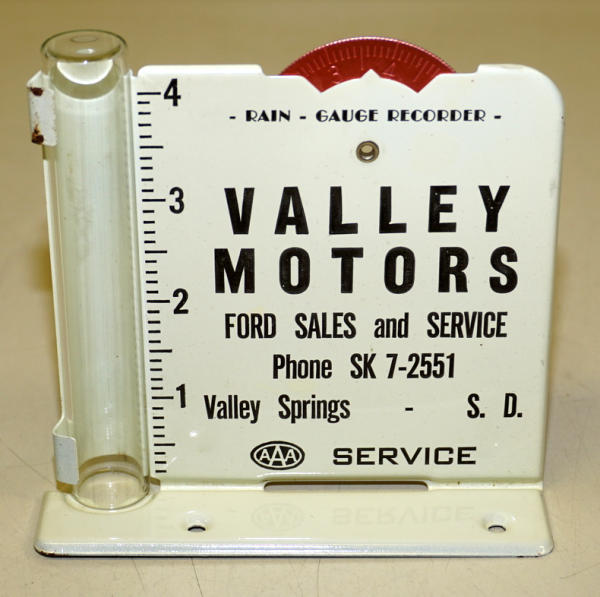 - RAIN - GAUGE RECORDER -
4
3
2
1
VALLEY
MOTORS
FORD SALES and SERVICE
Phone SK 7-2551
Valley Springs - S. D.
AAA SERVICE